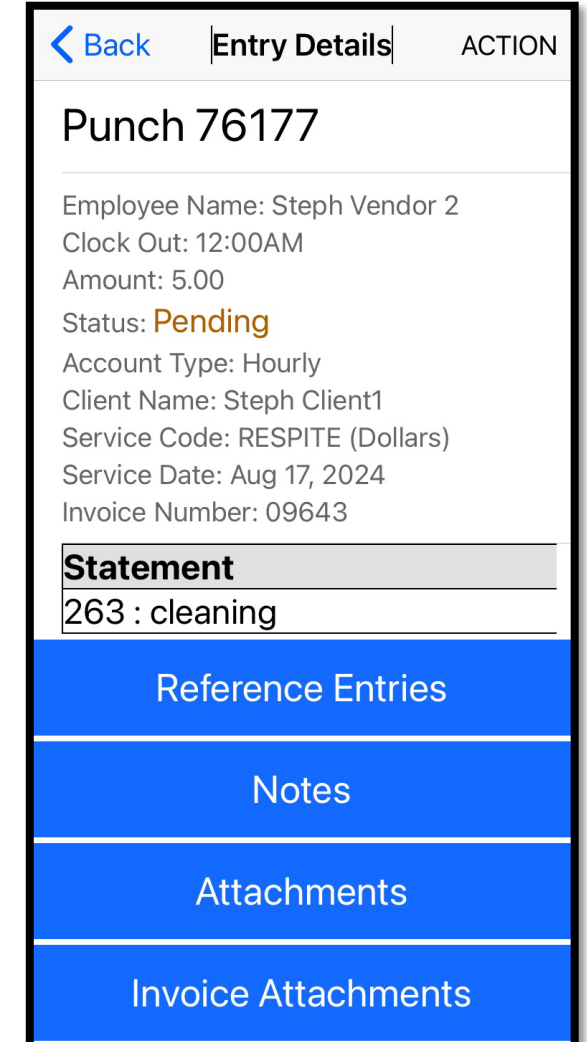 Back Entry Details ACTION
Punch 76177
Employee Name: Steph Vendor 2
Clock Out: 12:00AM
Amount: 5.00
Status: Pending
Account Type: Hourly
Client Name: Steph Client1
Service Code: RESPITE (Dollars)
Service Date: Aug 17, 2024
Invoice Number: 09643
Statement
263 : cleaning
Reference Entries
Notes
Attachments
Invoice Attachments